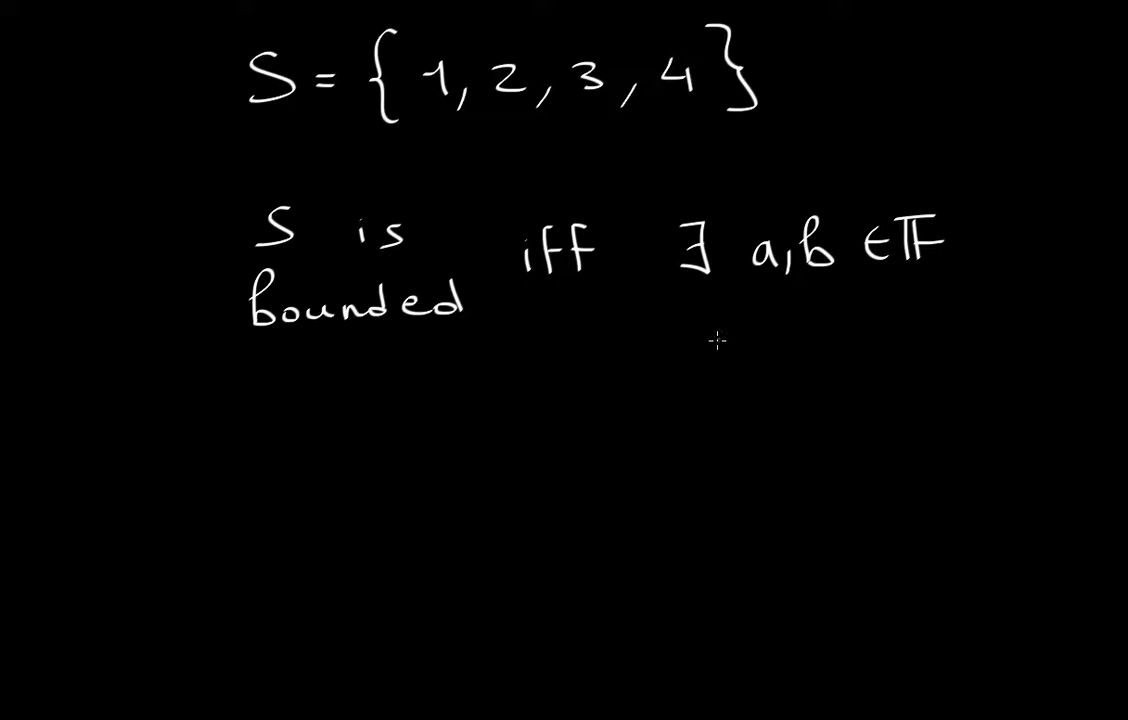 S = { 1, 2, 3, 4 }
S is iff ∃ a, b ∈ 𝔽
bounded